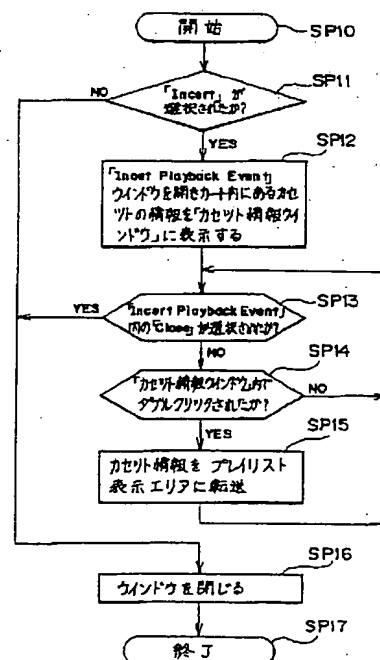 開始
SP10
SP11
NO
「Incert」が
選択されたか?
YES
SP12
「Incert Playback Event」
ウインドウを開きカート内にあるカセ
ットの情報を「カセット情報ウイ
ンドウ」に表示する
SP13
YES
「Incert Playback Event」
内の「Close」が選択されたか?
NO
SP14
「カセット情報ウインドウ」内で
ダブルクリックされたか?
NO
YES
SP15
カセット情報をプレイリスト
表示エリアに転送
SP16
ウインドウを閉じる
SP17
終了